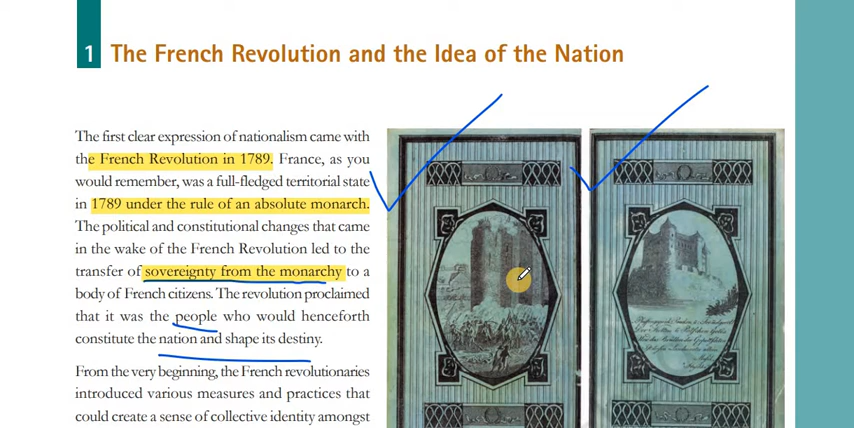 1 The French Revolution and the Idea of the Nation
The first clear expression of nationalism came with
the French Revolution in 1789. France, as you
would remember, was a full-fledged territorial state
in 1789 under the rule of an absolute monarch.
The political and constitutional changes that came
in the wake of the French Revolution led to the
transfer of sovereignty from the monarchy to a
body of French citizens. The revolution proclaimed
that it was the people who would henceforth
constitute the nation and shape its destiny.
From the very beginning, the French revolutionaries
introduced various measures and practices that
could create a sense of collective identity amongst